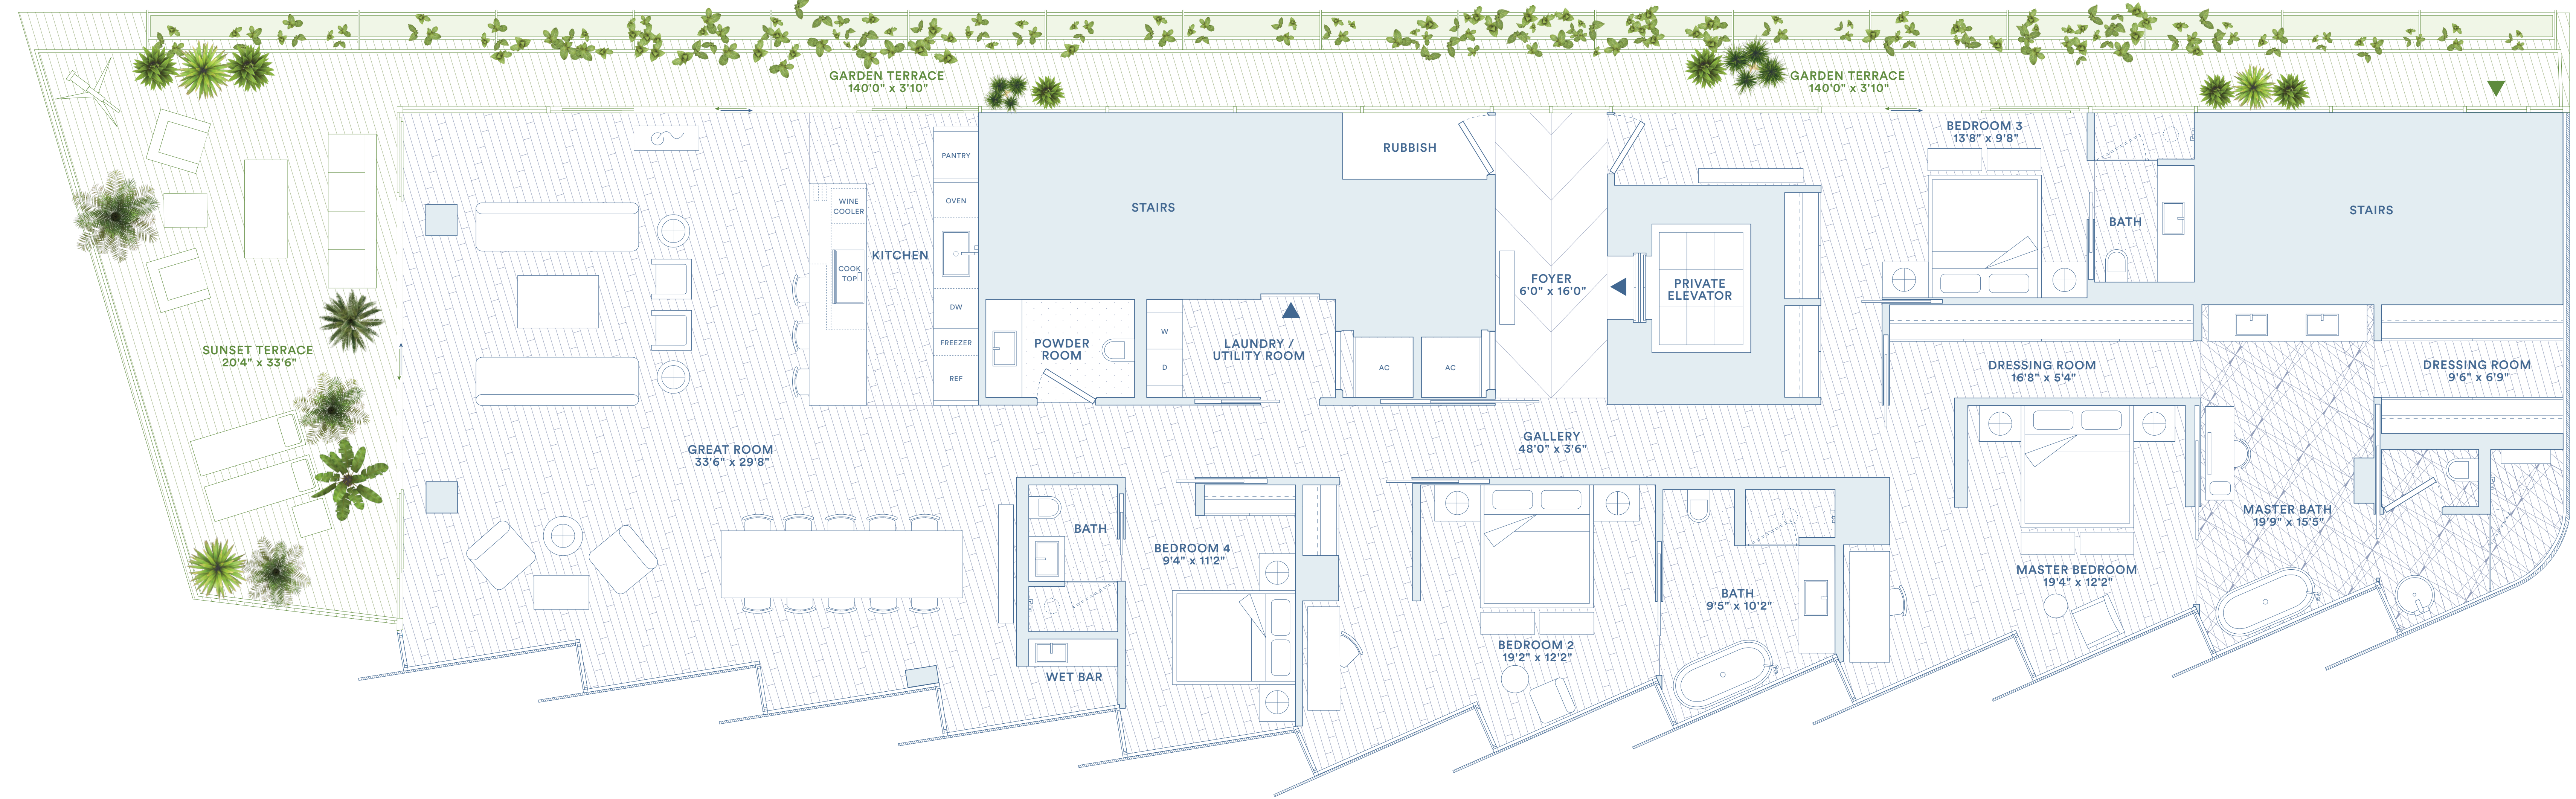 GARDEN TERRACE
140'0" x 3'10"
GARDEN TERRACE
140'0" x 3'10"
SUNSET TERRACE
20'4" x 33'6"
GREAT ROOM
33'6" x 29'8"
WINE
COOLER
COOK
TOP
KITCHEN
PANTRY
OVEN
DW
FREEZER
REF
STAIRS
RUBBISH
POWDER
ROOM
W
D
LAUNDRY /
UTILITY ROOM
AC
AC
FOYER
6'0" x 16'0"
PRIVATE
ELEVATOR
BEDROOM 3
13'8" x 9'8"
BATH
STAIRS
DRESSING ROOM
16'8" x 5'4"
DRESSING ROOM
9'6" x 6'9"
GALLERY
48'0" x 3'6"
BATH
WET BAR
BEDROOM 4
9'4" x 11'2"
BEDROOM 2
19'2" x 12'2"
BATH
9'5" x 10'2"
MASTER BEDROOM
19'4" x 12'2"
MASTER BATH
19'9" x 15'5"